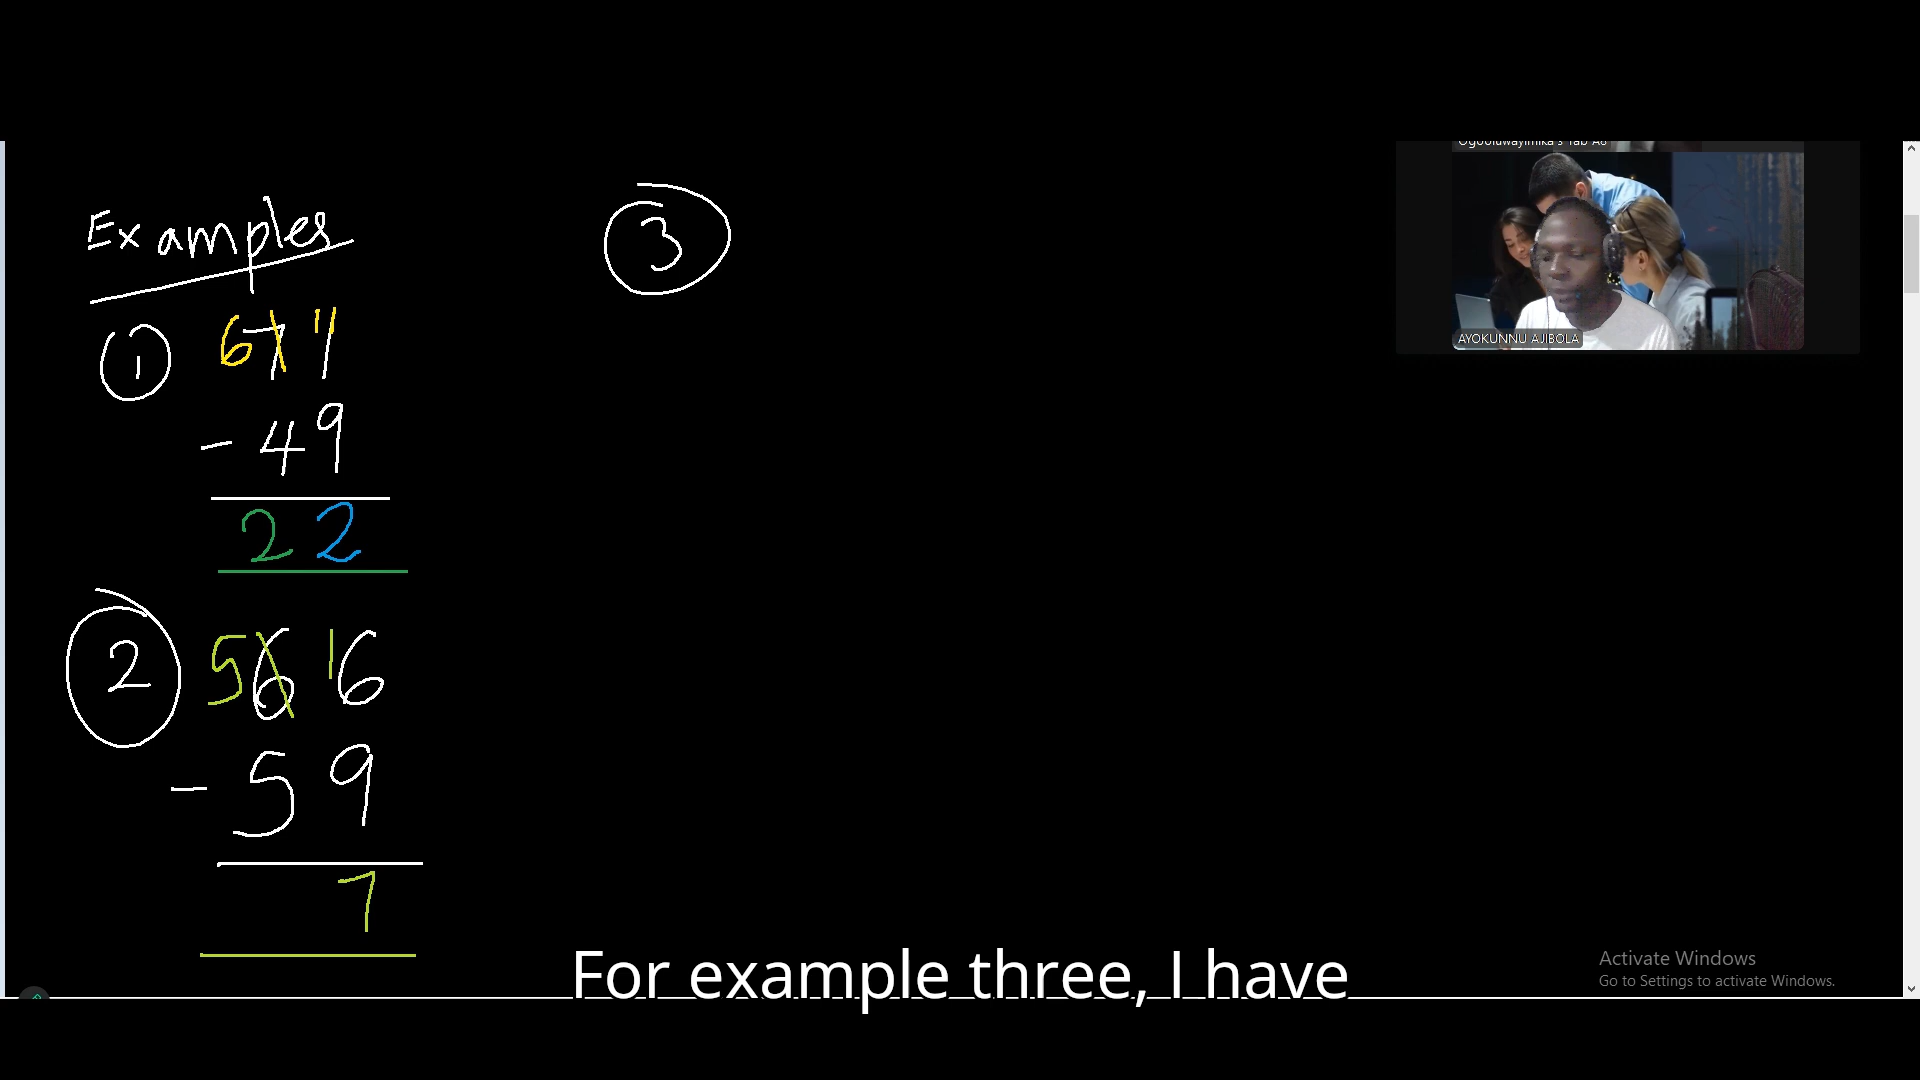 Examples
① 6 7 11
- 4 9
2 2
② 5 6 16
- 5 9
7
③
AYOKUNNU AJIBOLA
For example three, I have
Activate Windows
Go to Settings to activate Windows.